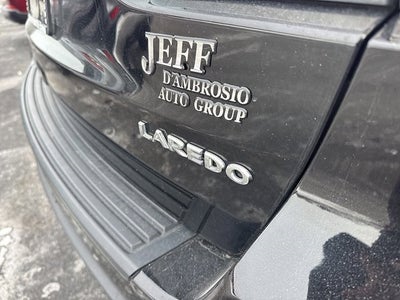 JEFF
D'AMBROSIO
AUTO GROUP
LAREDO